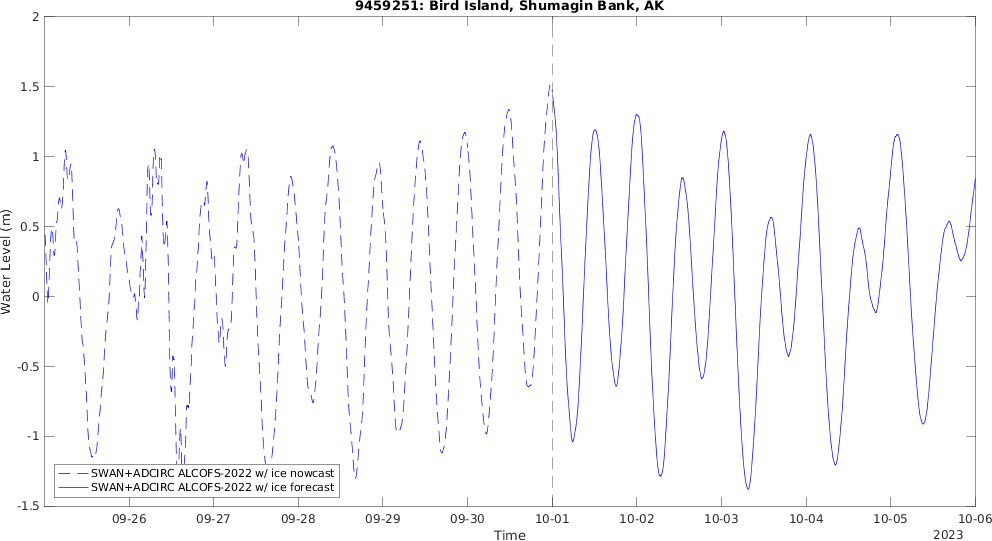 9459251: Bird Island, Shumagin Bank, AK
2
1.5
1
0.5
0
-0.5
-1
-1.5
Water Level (m)
SWAN+ADCIRC ALCOFS-2022 w/ ice nowcast
SWAN+ADCIRC ALCOFS-2022 w/ ice forecast
09-26 09-27 09-28 09-29 09-30 10-01 10-02 10-03 10-04 10-05 10-06
Time
2023